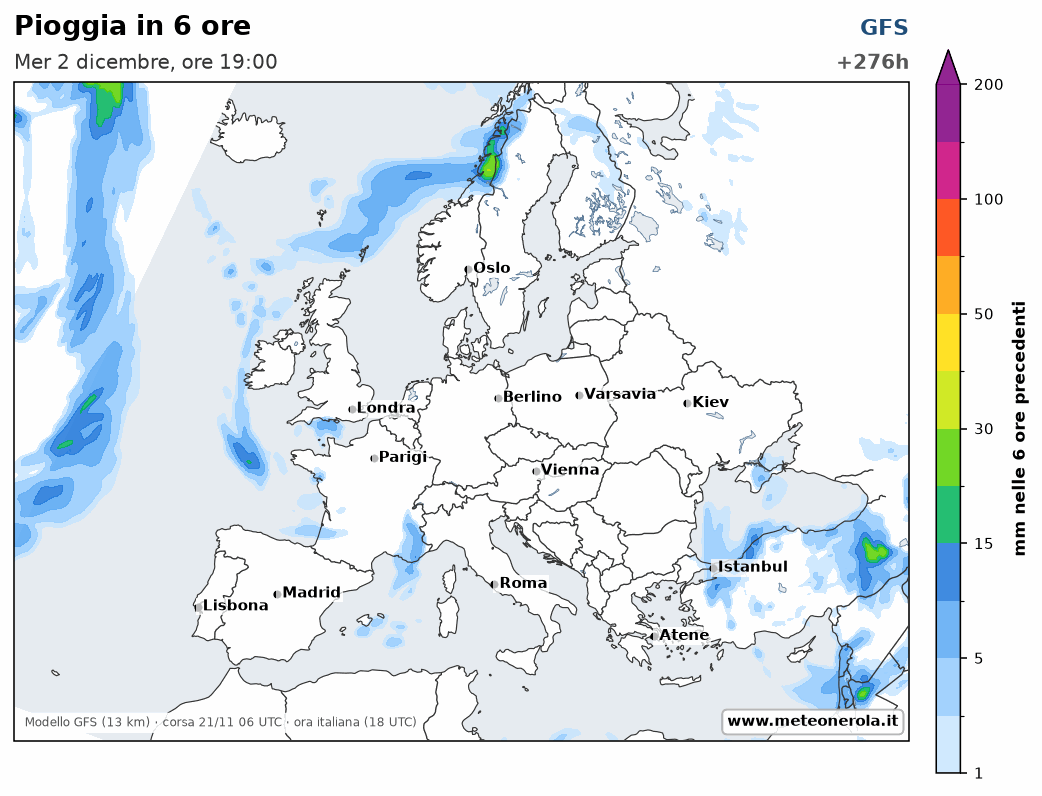 Pioggia in 6 ore
GFS
Mer 2 dicembre, ore 19:00
+276h
200
100
50
30
15
5
1
mm nelle 6 ore precedenti
Oslo
Berlino
Varsavia
Kiev
Londra
Parigi
Vienna
Istanbul
Roma
Madrid
Lisbona
Atene
Modello GFS (13 km) · corsa 21/11 06 UTC · ora italiana (18 UTC)
www.meteonerola.it